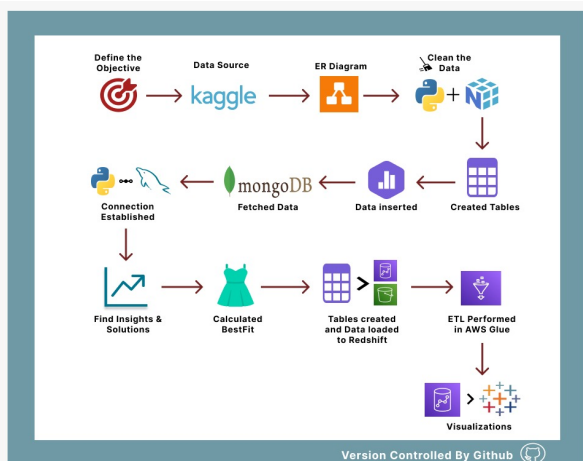 Define the
Objective
Data Source
kaggle
ER Diagram
Clean the
Data
+
mongoDB
Connection
Established
Fetched Data
Data inserted
Created Tables
Find Insights &
Solutions
Calculated
BestFit
>
Tables created
and Data loaded
to Redshift
ETL Performed
in AWS Glue
>
Visualizations
Version Controlled By Github